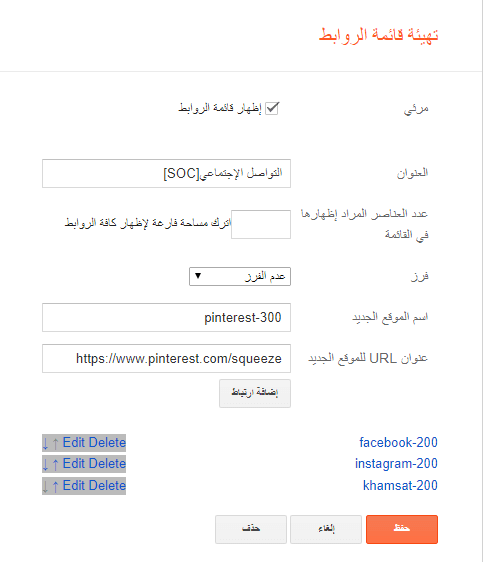 تهيئة قائمة الروابط
مرئي إظهار قائمة الروابط
العنوان التواصل الإجتماعي[SOC]
عدد العناصر المراد إظهارها في القائمة اترك مساحة فارغة لإظهار كافة الروابط
فرز عدم الفرز
اسم الموقع الجديد pinterest-300
عنوان URL للموقع الجديد https://www.pinterest.com/squeeze
إضافة ارتباط
facebook-200 ↓ ↑ Edit Delete
instagram-200 ↓ ↑ Edit Delete
khamsat-200 ↓ ↑ Edit Delete
حفظ إلغاء حذف